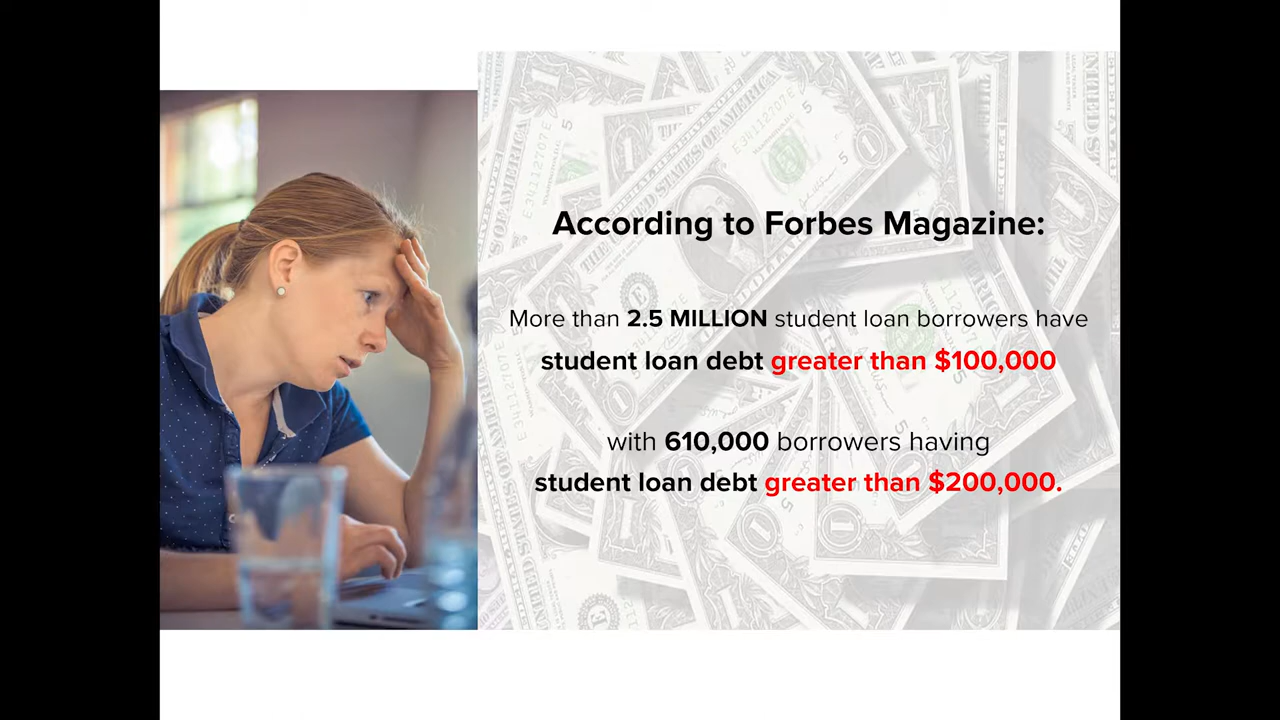 According to Forbes Magazine:
More than 2.5 MILLION student loan borrowers have
student loan debt greater than $100,000
with 610,000 borrowers having
student loan debt greater than $200,000.